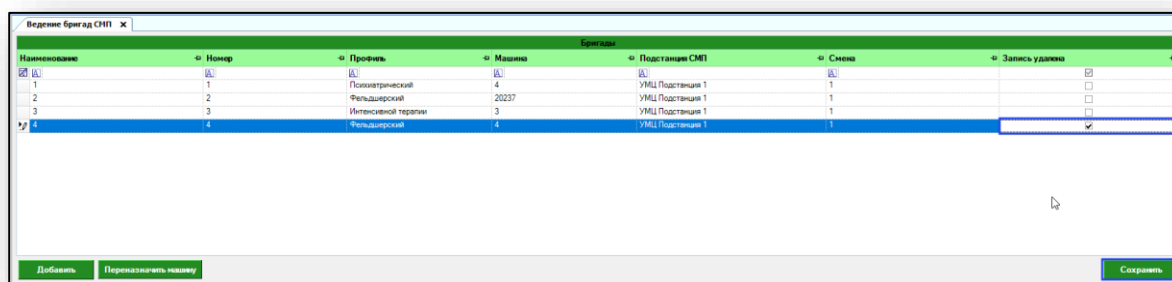 Ведение бригад СМП X
Бригады
Наименование Номер Профиль Машина Подстанция СМП Смена Запись удалена
A A A A A A
1 1 Психиатрический 4 УМЦ Подстанция 1 1
2 2 Фельдшерский 20237 УМЦ Подстанция 1 1
3 3 Интенсивной терапии 3 УМЦ Подстанция 1 1
4 4 Фельдшерский 4 УМЦ Подстанция 1 1
Добавить Переназначить машину Сохранить